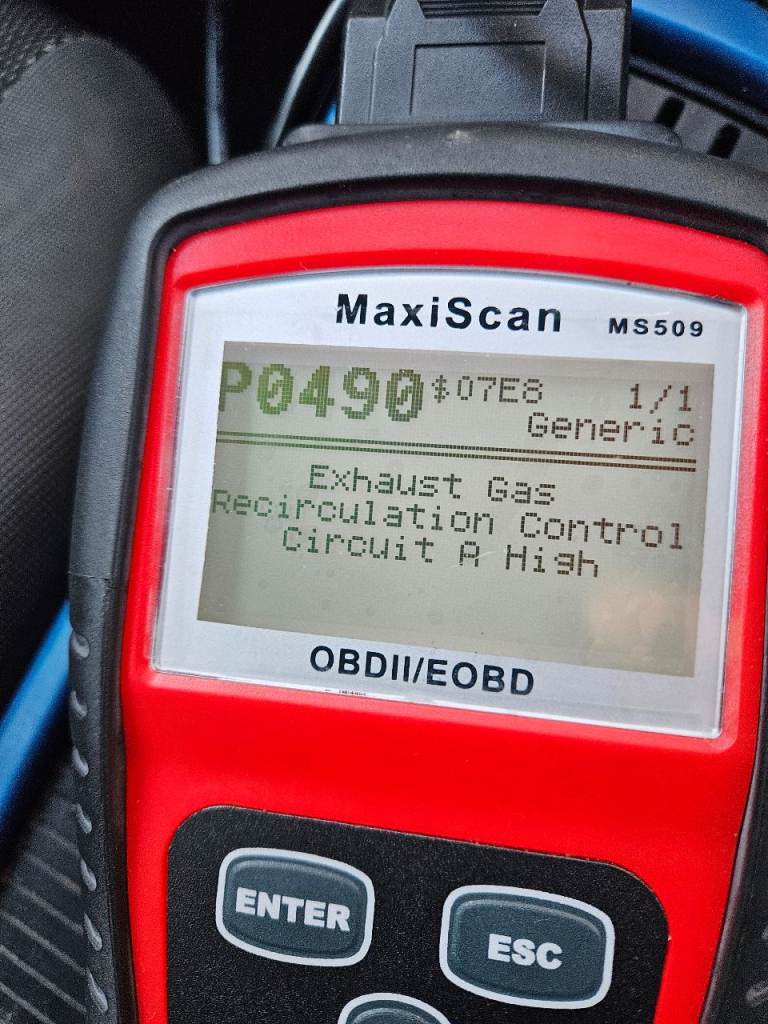 MaxiScan MS509
P0490 $07E8 1/1
Generic
Exhaust Gas
Recirculation Control
Circuit A High
OBDII/EOBD
ENTER
ESC